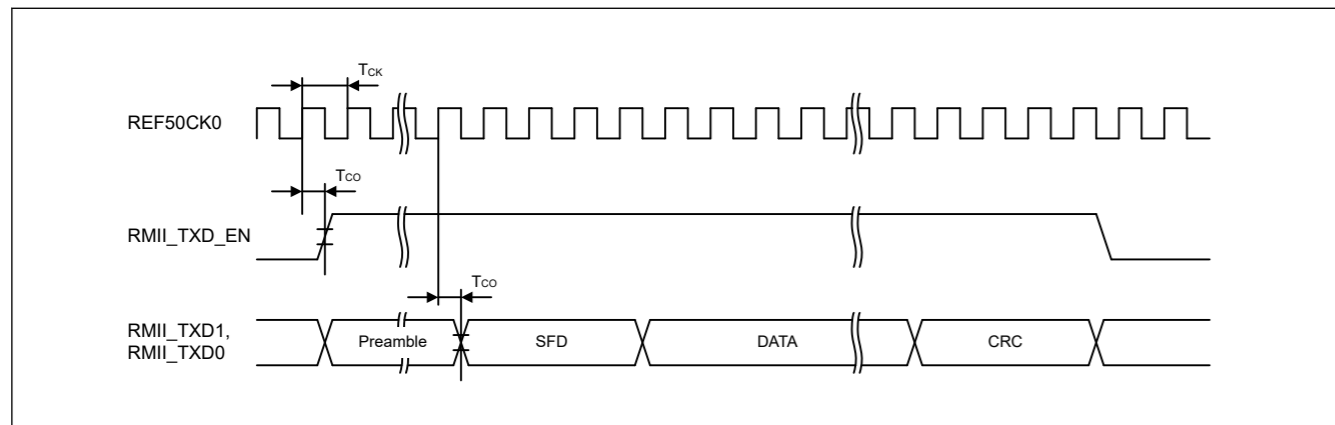 TCK
REF50CK0
TCO
RMII_TXD_EN
TCO
RMII_TXD1,
RMII_TXD0
Preamble SFD DATA CRC